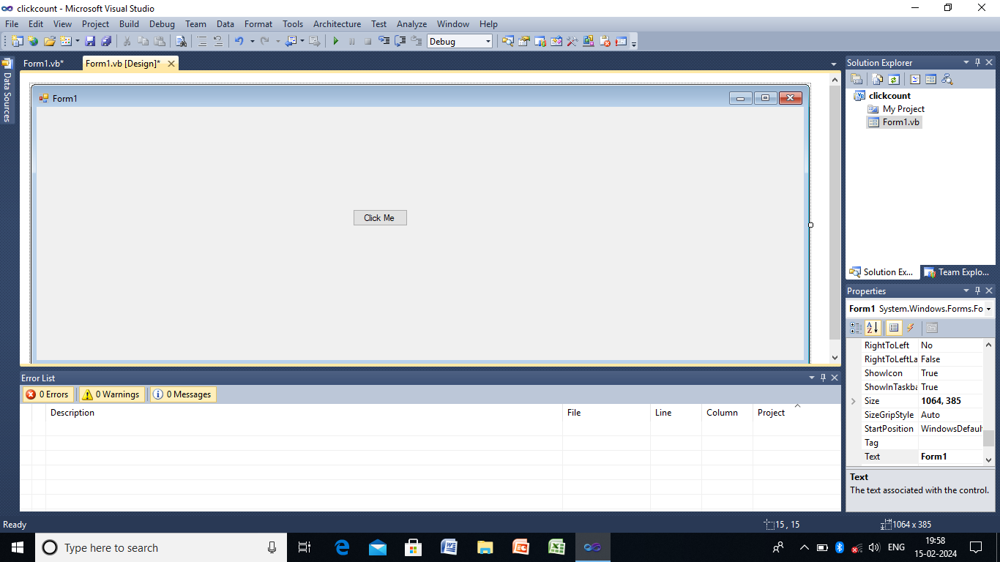 clickcount - Microsoft Visual Studio
File Edit View Project Build Debug Team Data Format Tools Architecture Test Analyze Window Help
Debug
Data Sources
Form1.vb* Form1.vb [Design]*
Form1
Click Me
Solution Explorer
clickcount
My Project
Form1.vb
Solution Ex... Team Explo...
Properties
Form1 System.Windows.Forms.Fo
RightToLeft No
RightToLeftLa False
ShowIcon True
ShowInTaskba True
Size 1064, 385
SizeGripStyle Auto
StartPosition WindowsDefaul
Tag
Text Form1
Text
The text associated with the control.
Error List
0 Errors 0 Warnings 0 Messages
Description File Line Column Project
Ready 15 , 15 1064 x 385
Type here to search
ENG
19:58
15-02-2024